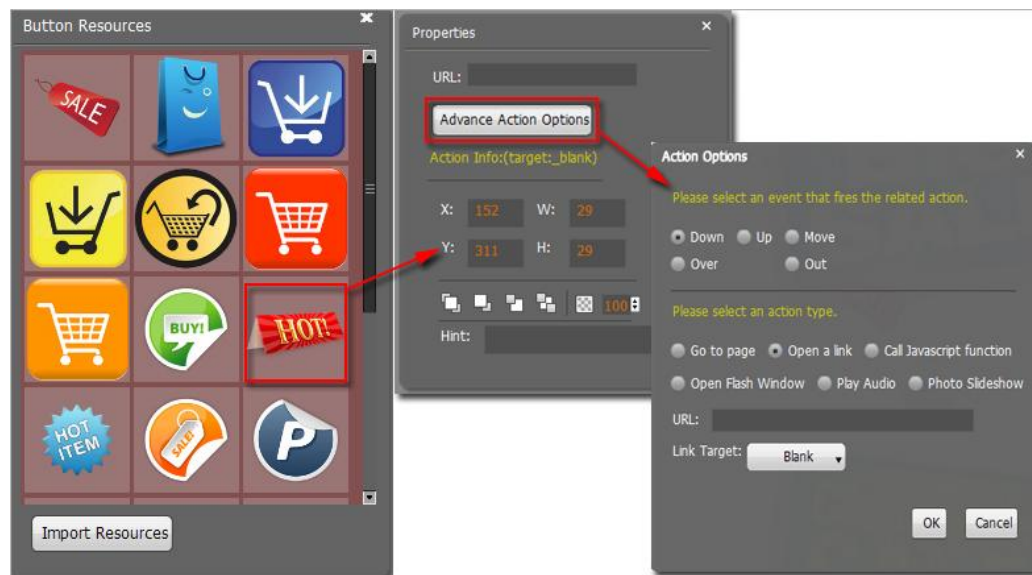 Button Resources
SALE
BUY!
HOT!
HOT
ITEM
SALE!
P
Import Resources
Properties
URL:
Advance Action Options
Action Info:(target:_blank)
X: 152 W: 29
Y: 311 H: 29
100
Hint:
Action Options
Please select an event that fires the related action.
Down Up Move
Over Out
Please select an action type.
Go to page Open a link Call Javascript function
Open Flash Window Play Audio Photo Slideshow
URL:
Link Target: Blank
OK Cancel